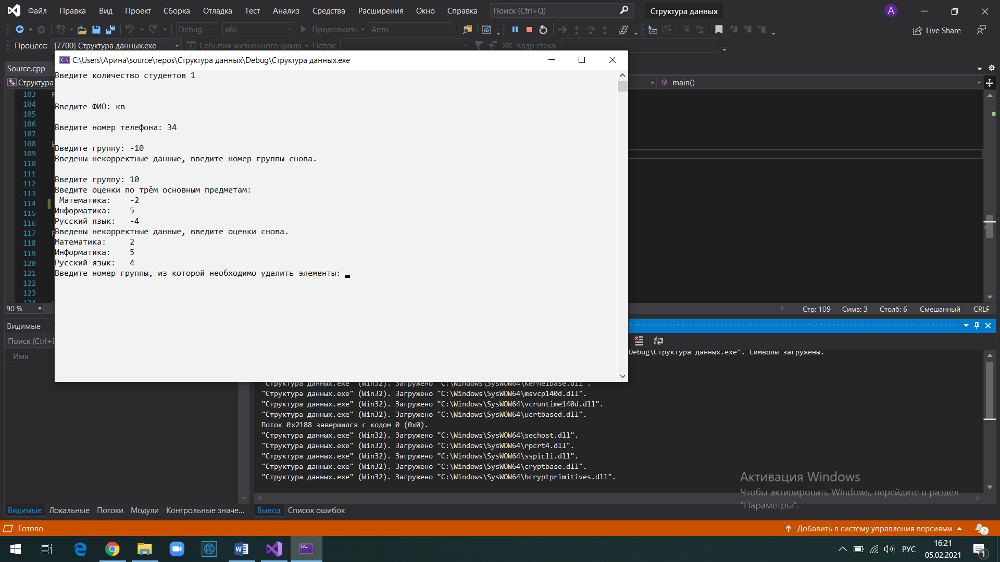 Файл Правка Вид Проект Сборка Отладка Тест Анализ Средства Расширения Окно Справка Поиск (Ctrl+Q) Структура данных А
Debug x86 Продолжить Авто Live Share
Процесс: [7700] Структура данных.exe События жизненного цикла Поток: Кадр стека:
C:\Users\Арина\source\repos\Структура данных\Debug\Структура данных.exe
Source.cpp
Структура
main()
Введите количество студентов 1
Введите ФИО: кв
Введите номер телефона: 34
Введите группу: -10
Введены некорректные данные, введите номер группы снова.
Введите группу: 10
Введите оценки по трём основным предметам:
Математика: -2
Информатика: 5
Русский язык: -4
Введены некорректные данные, введите оценки снова.
Математика: 2
Информатика: 5
Русский язык: 4
Введите номер группы, из которой необходимо удалить элементы:
103
104
105
106
107
108
109
110
111
112
113
114
115
116
117
118
119
120
121
122
123
124
90 % Стр: 109 Симв: 3 Столб: 6 Смешанный CRLF
Видимые
Поиск (Ctrl+E
Имя
Debug\Структура данных.exe". Символы загружены.
"Структура данных.exe" (Win32). Загружено "C:\Windows\SysWOW64\KernelBase.dll".
"Структура данных.exe" (Win32). Загружено "C:\Windows\SysWOW64\msvcp140d.dll".
"Структура данных.exe" (Win32). Загружено "C:\Windows\SysWOW64\vcruntime140d.dll".
"Структура данных.exe" (Win32). Загружено "C:\Windows\SysWOW64\ucrtbased.dll".
Поток 0x2188 завершился с кодом 0 (0x0).
"Структура данных.exe" (Win32). Загружено "C:\Windows\SysWOW64\sechost.dll".
"Структура данных.exe" (Win32). Загружено "C:\Windows\SysWOW64\rpcrt4.dll".
"Структура данных.exe" (Win32). Загружено "C:\Windows\SysWOW64\sspicli.dll".
"Структура данных.exe" (Win32). Загружено "C:\Windows\SysWOW64\cryptbase.dll".
"Структура данных.exe" (Win32). Загружено "C:\Windows\SysWOW64\bcryptprimitives.dll".
Активация Windows
Чтобы активировать Windows, перейдите в раздел
"Параметры".
Видимые Локальные Потоки Модули Контрольные значе... Вывод Список ошибок
Готово Добавить в систему управления версиями 2
РУС 16:21
05.02.2021 1